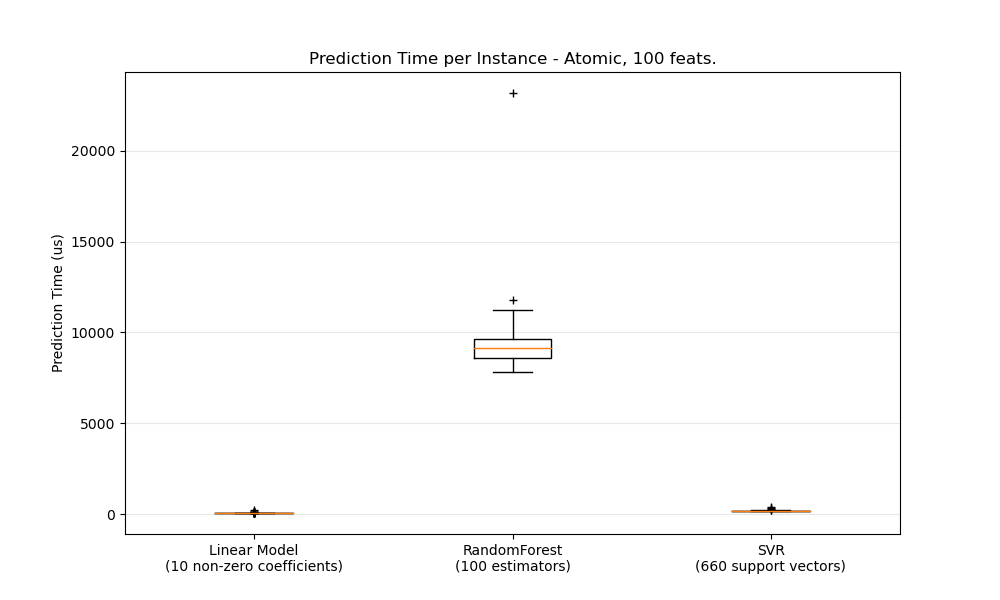 Prediction Time per Instance - Atomic, 100 feats.
Prediction Time (us)
20000
15000
10000
5000
0
Linear Model
(10 non-zero coefficients)
RandomForest
(100 estimators)
SVR
(660 support vectors)